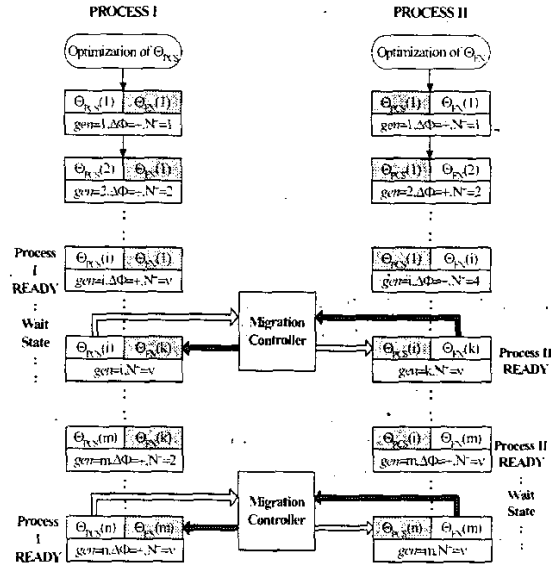 PROCESS I PROCESS II
Optimization of Θ_PCS Optimization of Θ_FN
Θ_PCS(1) Θ_FN(1) Θ_PCS(1) Θ_FN(1)
gen=1,ΔΦ=+,N⁺=1 gen=1,ΔΦ=+,N⁺=1
Θ_PCS(2) Θ_FN(1) Θ_PCS(1) Θ_FN(2)
gen=2,ΔΦ=+,N⁺=2 gen=2,ΔΦ=+,N⁺=2
Process
I
READY
Θ_PCS(i) Θ_FN(1) Θ_PCS(1) Θ_FN(i)
gen=i,ΔΦ=+,N⁺=v gen=i,ΔΦ=-,N⁺=4
Wait
State
Migration
Controller
Θ_PCS(i) Θ_FN(k) Θ_PCS(i) Θ_FN(k)
gen=i,N⁺=v gen=k,N⁺=v
Process II
READY
Θ_PCS(m) Θ_FN(k) Θ_PCS(i) Θ_FN(m)
gen=m,ΔΦ=+,N⁺=2 gen=m,ΔΦ=+,N⁺=v
Process II
READY
Wait
State
Migration
Controller
Process
I
READY
Θ_PCS(n) Θ_FN(m) Θ_PCS(n) Θ_FN(m)
gen=n,ΔΦ=+,N⁺=v gen=m,N⁺=v